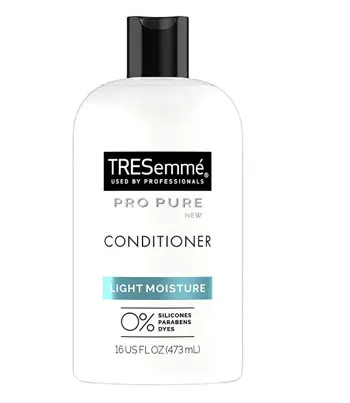 TRESemmé®
USED BY PROFESSIONALS
PRO PURE
NEW
CONDITIONER
LIGHT MOISTURE
0% SILICONES
PARABENS
DYES
16 US FL OZ (473 mL)